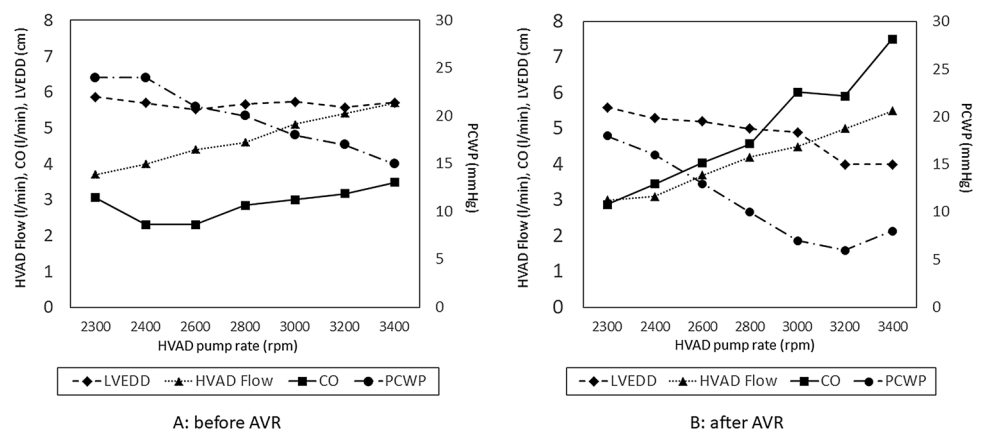 HVAD Flow (l/min), CO (l/min), LVEDD (cm)
8
7
6
5
4
3
2
1
0
30
25
20
15
10
5
0
PCWP (mmHg)
2300 2400 2600 2800 3000 3200 3400
HVAD pump rate (rpm)
LVEDD HVAD Flow CO PCWP
A: before AVR
HVAD Flow (l/min), CO (l/min), LVEDD (cm)
8
7
6
5
4
3
2
1
0
30
25
20
15
10
5
0
PCWP (mmHg)
2300 2400 2600 2800 3000 3200 3400
HVAD pump rate (rpm)
LVEDD HVAD Flow CO PCWP
B: after AVR